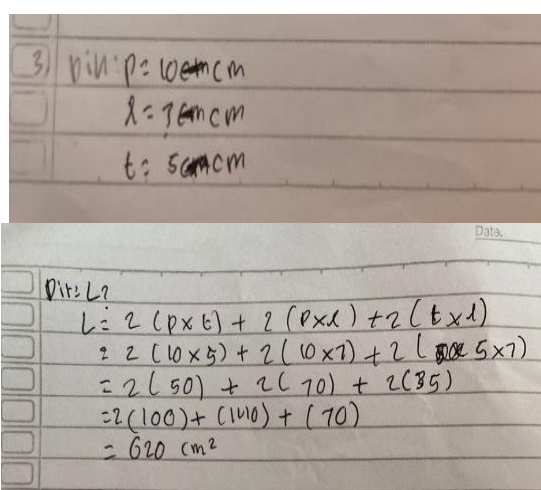 3) Dik: p = 10 cm
l = 7 cm
t = 5 cm
Date.
Dit: L?
L = 2 (p x t) + 2 (p x l) + 2 (t x l)
= 2 (10 x 5) + 2 (10 x 7) + 2 ( 5 x 7)
= 2 ( 50) + 2 ( 70) + 2 (35)
= 2 (100) + (140) + (70)
= 620 cm²